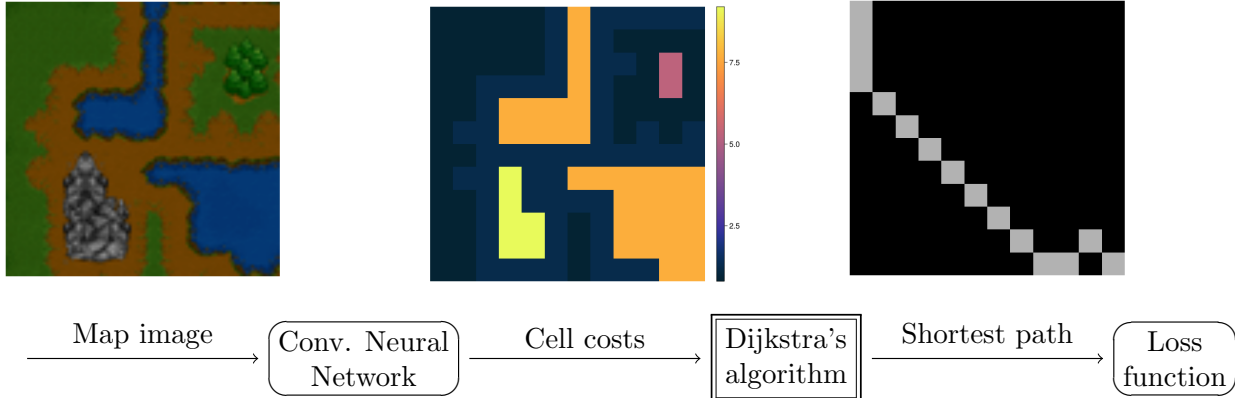 7.5
5.0
2.5
Map image
Conv. Neural
Network
Cell costs
Dijkstra's
algorithm
Shortest path
Loss
function